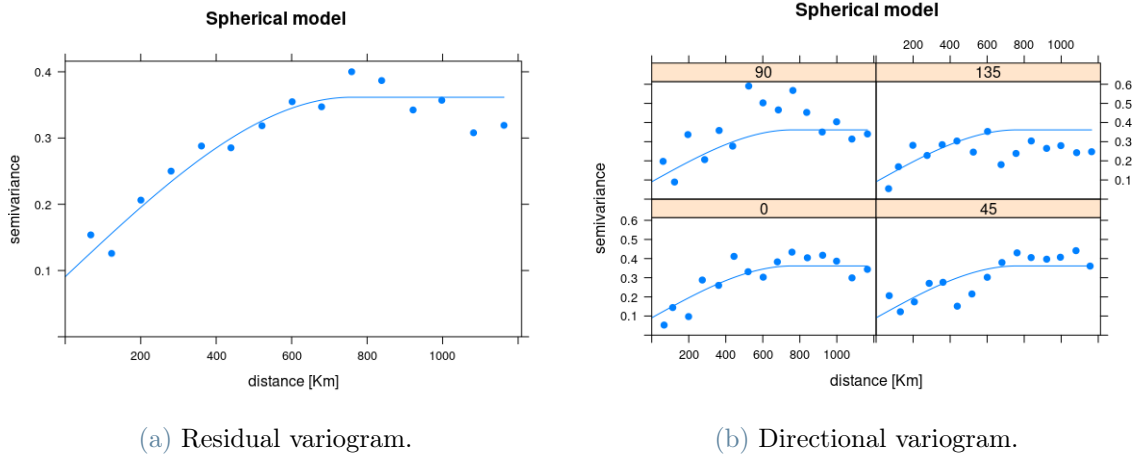 Spherical model
0.4
0.3
0.2
0.1
semivariance
200 400 600 800 1000
distance [Km]
(a) Residual variogram.
Spherical model
200 400 600 800 1000
90 135
0.6
0.5
0.4
0.3
0.2
0.1
0 45
0.6
0.5
0.4
0.3
0.2
0.1
semivariance
200 400 600 800 1000
distance [Km]
(b) Directional variogram.